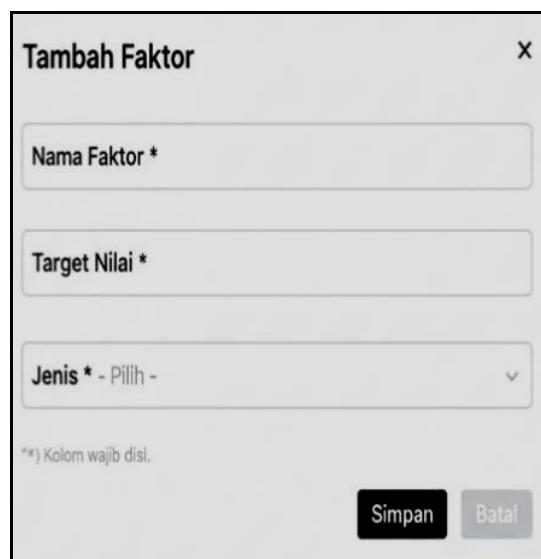 Tambah Faktor x
Nama Faktor *
Target Nilai *
Jenis * - Pilih -
"*) Kolom wajib disi.
Simpan Batal